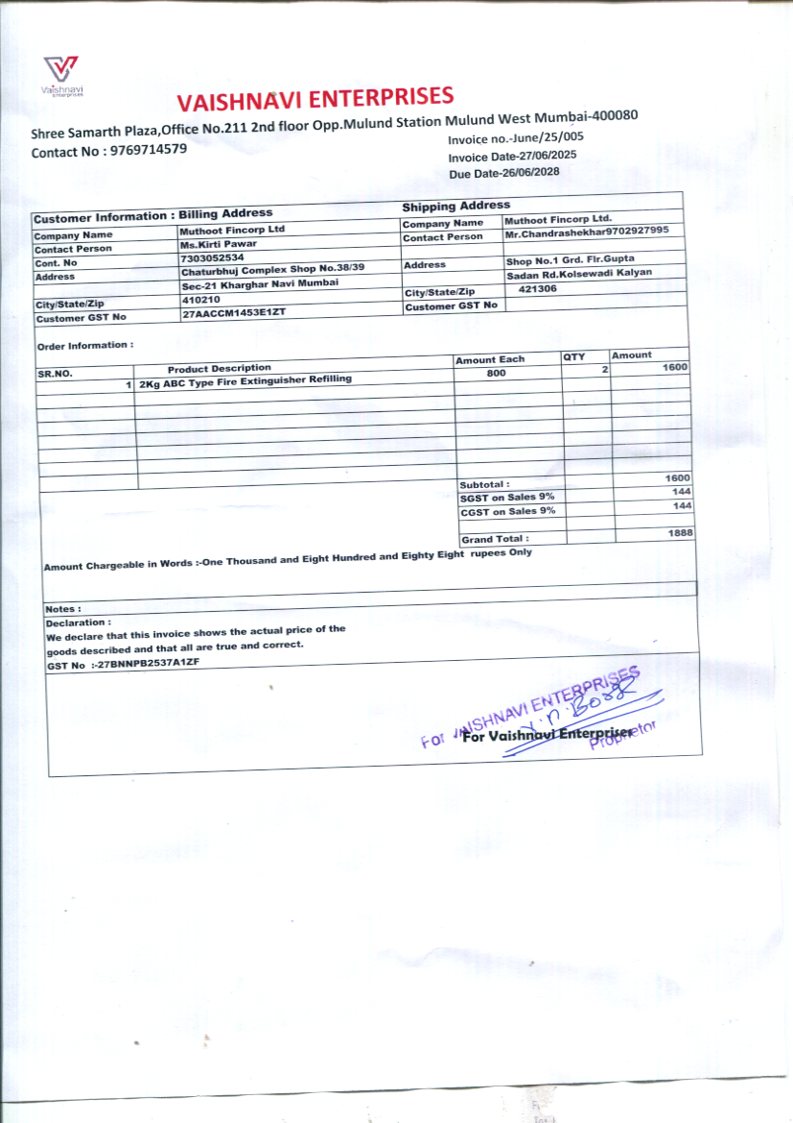 Vaishnavi
Enterprises
VAISHNAVI ENTERPRISES
Shree Samarth Plaza,Office No.211 2nd floor Opp.Mulund Station Mulund West Mumbai-400080
Contact No : 9769714579
Invoice no.-June/25/005
Invoice Date-27/06/2025
Due Date-26/06/2028
Customer Information : Billing Address Shipping Address
Company Name Muthoot Fincorp Ltd Company Name Muthoot Fincorp Ltd.
Contact Person Ms.Kirti Pawar Contact Person Mr.Chandrashekhar9702927995
Cont. No 7303052534
Address Chaturbhuj Complex Shop No.38/39 Address Shop No.1 Grd. Flr.Gupta
Sec-21 Kharghar Navi Mumbai Sadan Rd.Kolsewadi Kalyan
City/State/Zip 410210 City/State/Zip 421306
Customer GST No 27AACCM1453E1ZT Customer GST No
Order Information :
SR.NO. Product Description Amount Each QTY Amount
1 2Kg ABC Type Fire Extinguisher Refilling 800 2 1600
Subtotal : 1600
SGST on Sales 9% 144
CGST on Sales 9% 144
Grand Total : 1888
Amount Chargeable in Words :-One Thousand and Eight Hundred and Eighty Eight rupees Only
Notes :
Declaration :
We declare that this invoice shows the actual price of the
goods described and that all are true and correct.
GST No :-27BNNPB2537A1ZF
For VAISHNAVI ENTERPRISES
For Vaishnavi Enterprises
Proprietor